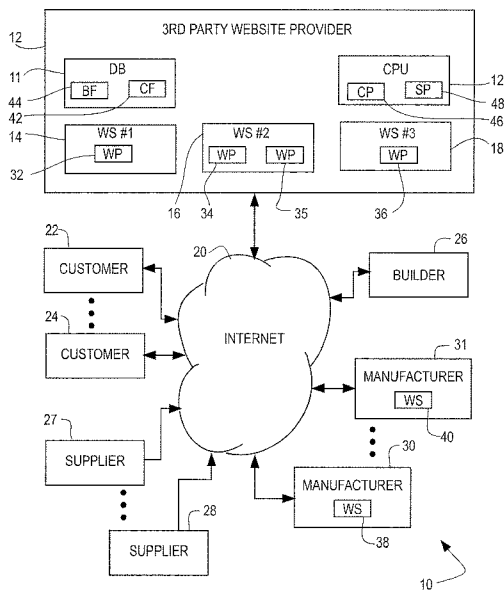 12
3RD PARTY WEBSITE PROVIDER
11
DB
BF
CF
44
42
CPU
CP
SP
12
48
46
14
WS #1
WP
32
WS #2
WP
WP
16
34
35
WS #3
WP
18
36
22
CUSTOMER
20
26
BUILDER
24
CUSTOMER
INTERNET
31
MANUFACTURER
WS
40
27
SUPPLIER
30
MANUFACTURER
WS
38
28
SUPPLIER
10